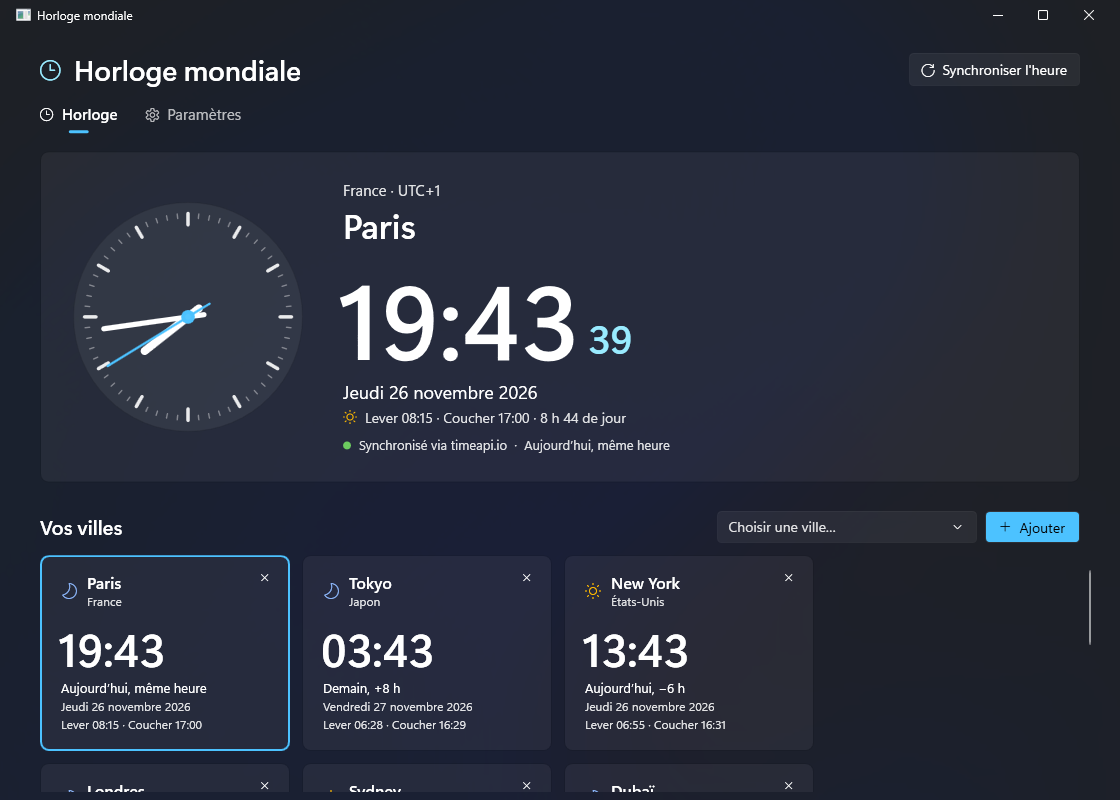 Horloge mondiale
Horloge mondiale
Synchroniser l'heure
Horloge
Paramètres
France · UTC+1
Paris
19:43 39
Jeudi 26 novembre 2026
Lever 08:15 · Coucher 17:00 · 8 h 44 de jour
Synchronisé via timeapi.io · Aujourd’hui, même heure
Vos villes
Choisir une ville...
Ajouter
Paris
France
19:43
Aujourd’hui, même heure
Jeudi 26 novembre 2026
Lever 08:15 · Coucher 17:00
Tokyo
Japon
03:43
Demain, +8 h
Vendredi 27 novembre 2026
Lever 06:28 · Coucher 16:29
New York
États-Unis
13:43
Aujourd’hui, −6 h
Jeudi 26 novembre 2026
Lever 06:55 · Coucher 16:31
Londres
Sydney
Dubaï